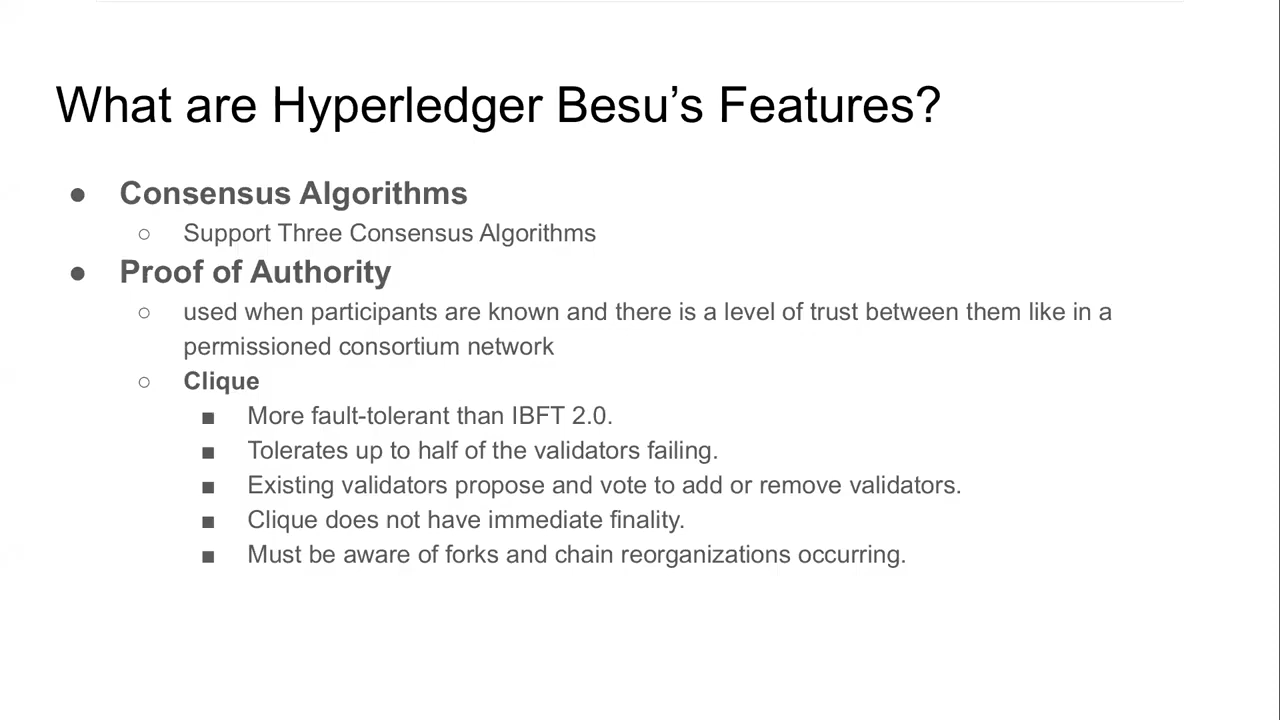 What are Hyperledger Besu’s Features?
● Consensus Algorithms
○ Support Three Consensus Algorithms
● Proof of Authority
○ used when participants are known and there is a level of trust between them like in a
permissioned consortium network
○ Clique
■ More fault-tolerant than IBFT 2.0.
■ Tolerates up to half of the validators failing.
■ Existing validators propose and vote to add or remove validators.
■ Clique does not have immediate finality.
■ Must be aware of forks and chain reorganizations occurring.